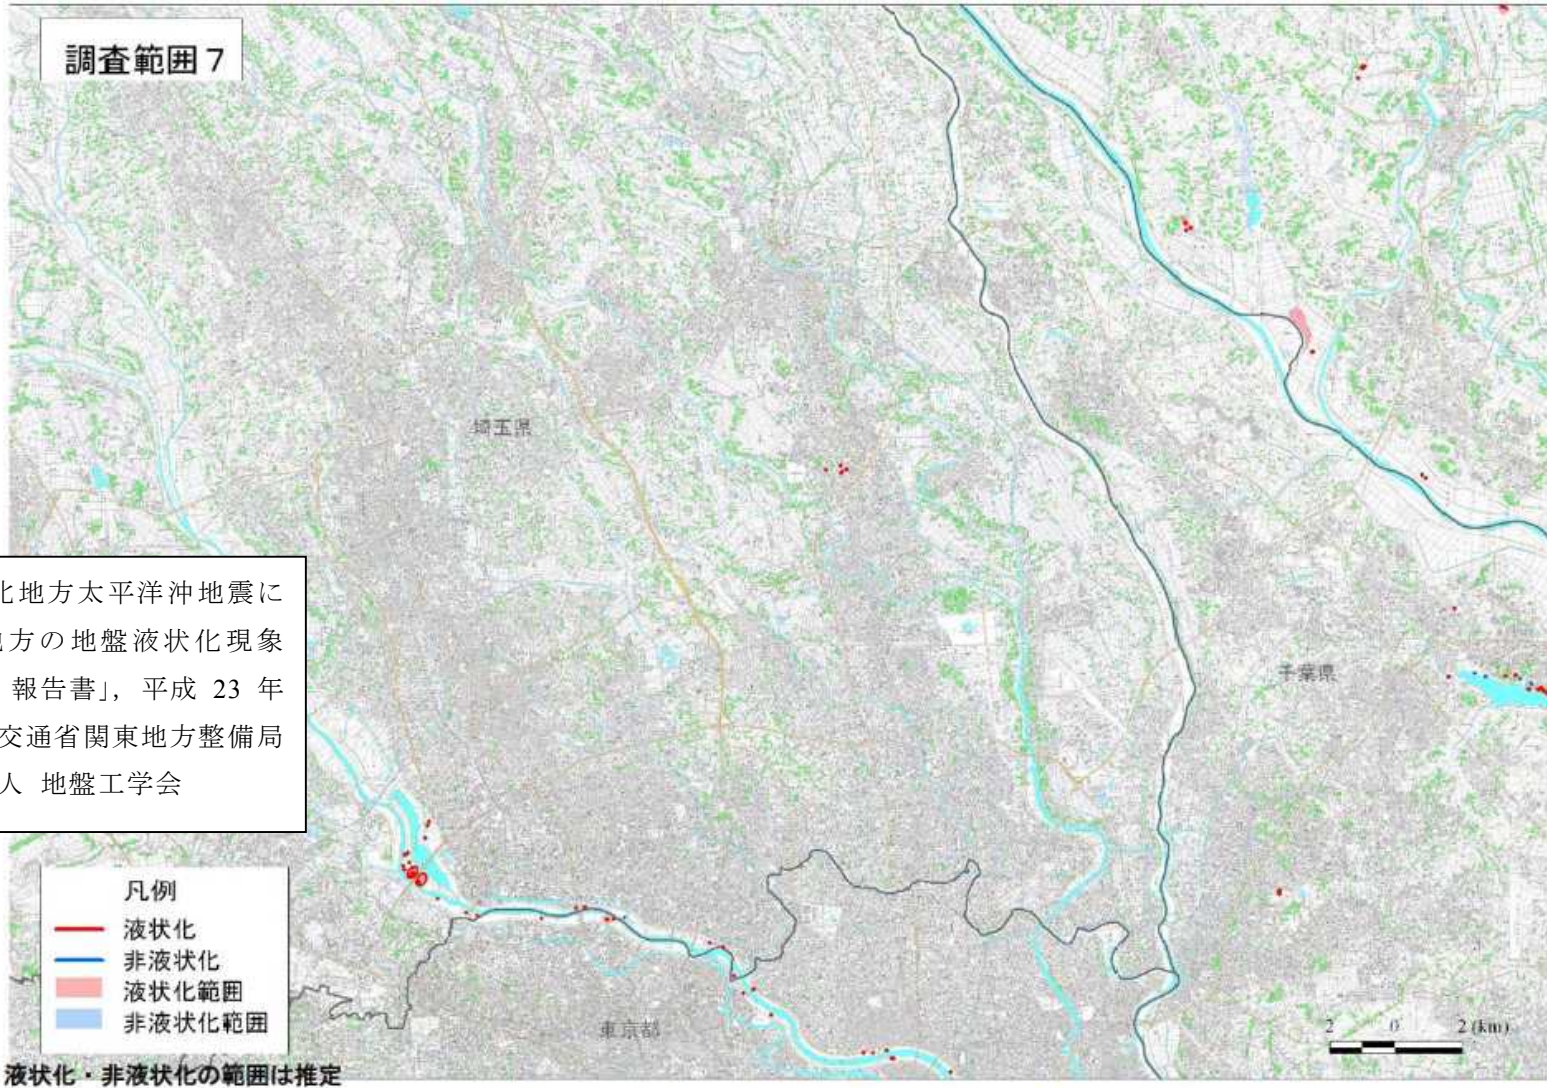 調査範囲7
埼玉県
北地方太平洋沖地震に
地方の地盤液状化現象
報告書」，平成 23 年
交通省関東地方整備局
人 地盤工学会
千葉県
凡例
液状化
非液状化
液状化範囲
非液状化範囲
東京都
2 0 2 (km)
液状化・非液状化の範囲は推定